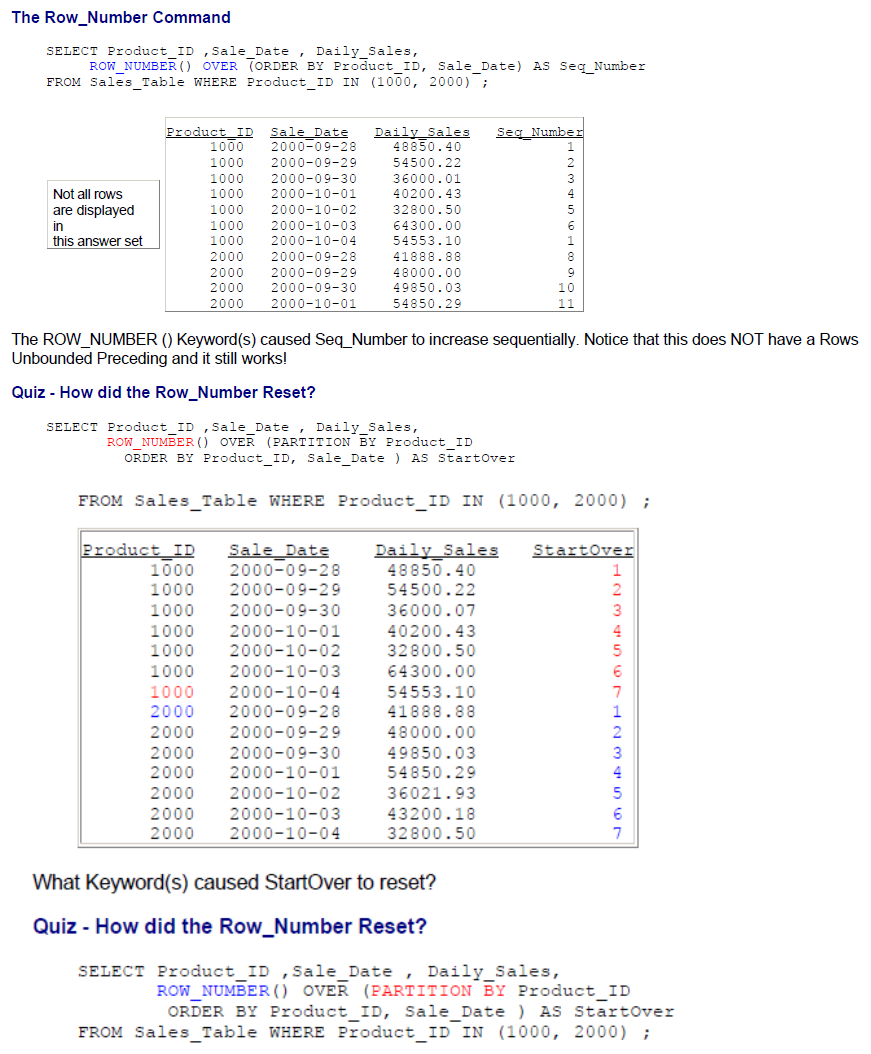 The Row_Number Command
SELECT Product_ID ,Sale_Date , Daily_Sales,
ROW_NUMBER() OVER (ORDER BY Product_ID, Sale_Date) AS Seq_Number
FROM Sales_Table WHERE Product_ID IN (1000, 2000) ;
Product_ID Sale_Date Daily_Sales Seq_Number
1000 2000-09-28 48850.40 1
1000 2000-09-29 54500.22 2
1000 2000-09-30 36000.01 3
1000 2000-10-01 40200.43 4
1000 2000-10-02 32800.50 5
1000 2000-10-03 64300.00 6
1000 2000-10-04 54553.10 1
2000 2000-09-28 41888.88 8
2000 2000-09-29 48000.00 9
2000 2000-09-30 49850.03 10
2000 2000-10-01 54850.29 11
Not all rows
are displayed
in
this answer set
The ROW_NUMBER () Keyword(s) caused Seq_Number to increase sequentially. Notice that this does NOT have a Rows
Unbounded Preceding and it still works!
Quiz - How did the Row_Number Reset?
SELECT Product_ID ,Sale_Date , Daily_Sales,
ROW_NUMBER() OVER (PARTITION BY Product_ID
ORDER BY Product_ID, Sale_Date ) AS StartOver
FROM Sales_Table WHERE Product_ID IN (1000, 2000) ;
Product_ID Sale_Date Daily_Sales StartOver
1000 2000-09-28 48850.40 1
1000 2000-09-29 54500.22 2
1000 2000-09-30 36000.07 3
1000 2000-10-01 40200.43 4
1000 2000-10-02 32800.50 5
1000 2000-10-03 64300.00 6
1000 2000-10-04 54553.10 7
2000 2000-09-28 41888.88 1
2000 2000-09-29 48000.00 2
2000 2000-09-30 49850.03 3
2000 2000-10-01 54850.29 4
2000 2000-10-02 36021.93 5
2000 2000-10-03 43200.18 6
2000 2000-10-04 32800.50 7
What Keyword(s) caused StartOver to reset?
Quiz - How did the Row_Number Reset?
SELECT Product_ID ,Sale_Date , Daily_Sales,
ROW_NUMBER() OVER (PARTITION BY Product_ID
ORDER BY Product_ID, Sale_Date ) AS StartOver
FROM Sales_Table WHERE Product_ID IN (1000, 2000) ;